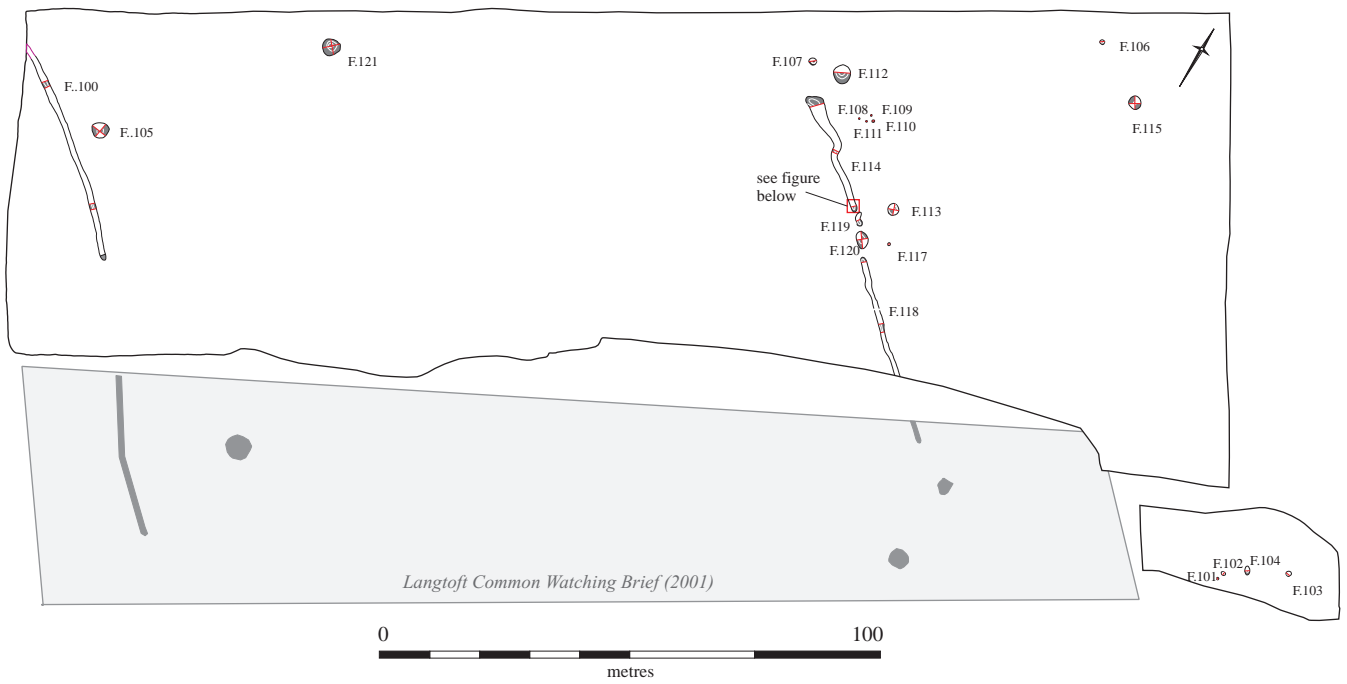 F.106
F.107
F.121
F.112
F..100
F.108
F.109
F.110
F.111
F.115
F..105
F.114
see figure
below
F.113
F.119
F.120
F.117
F.118
F.102
F.104
F.101
F.103
Langtoft Common Watching Brief (2001)
0 100
metres